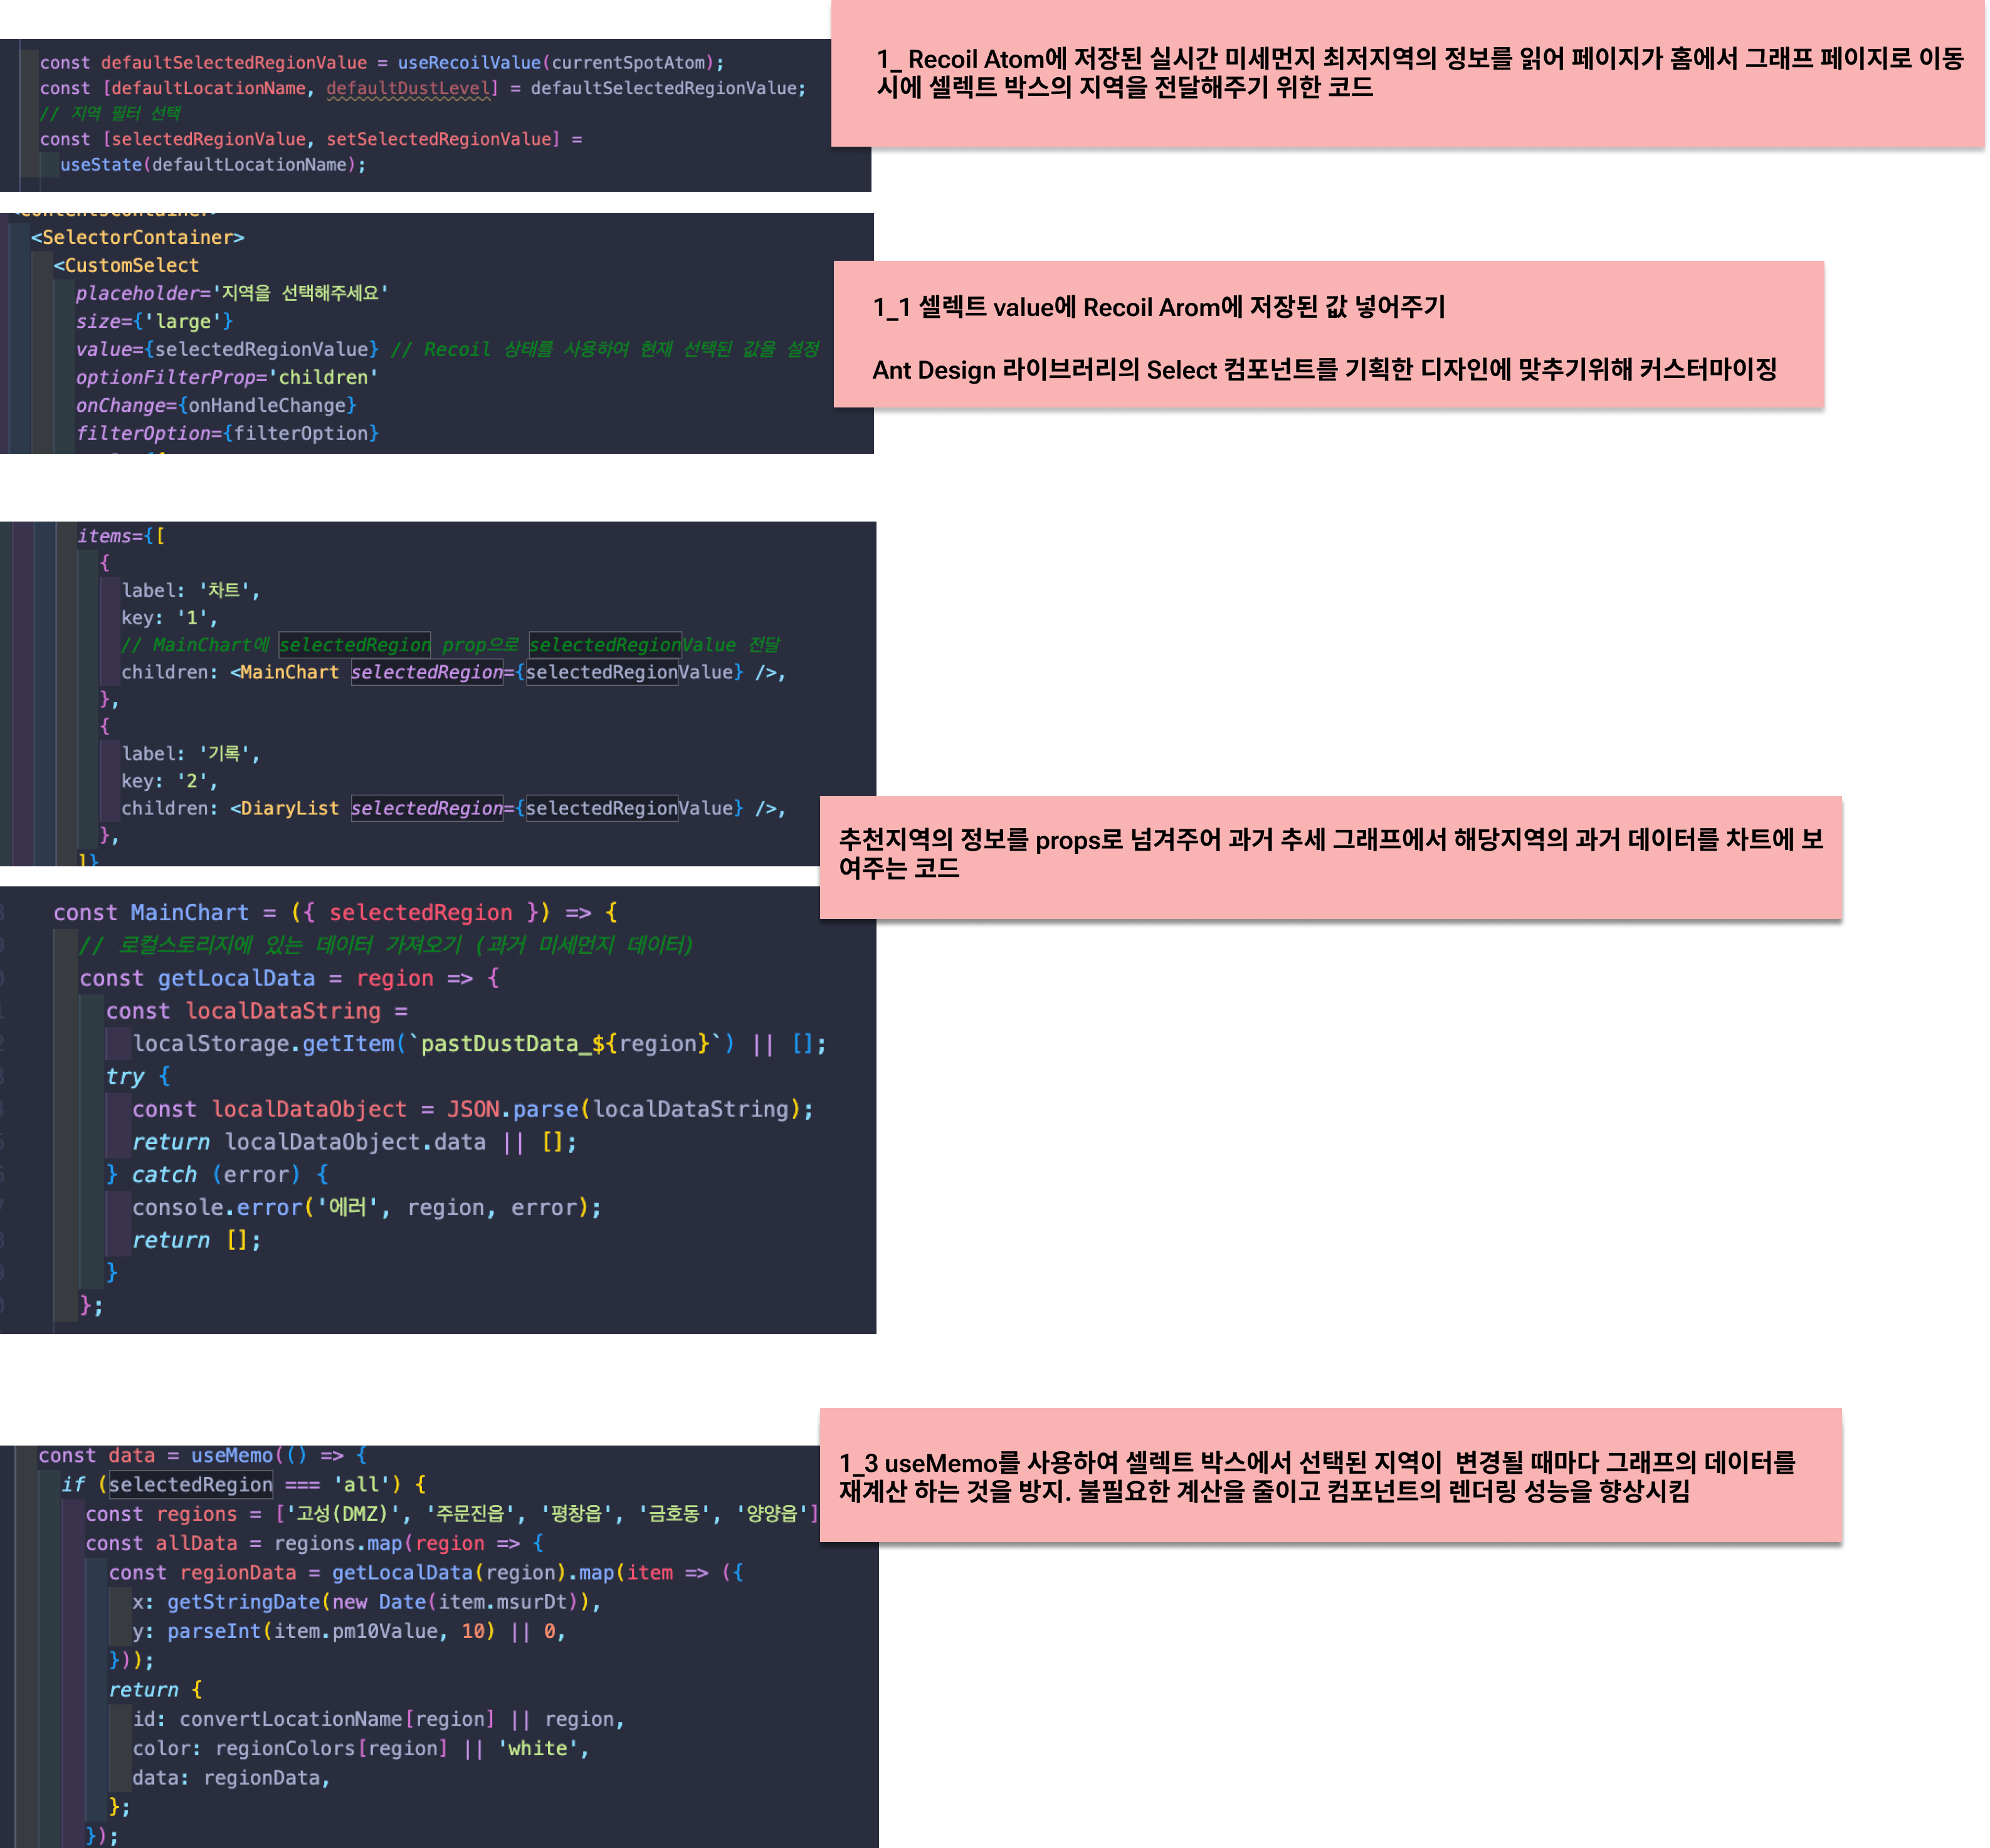 const defaultSelectedRegionValue = useRecoilValue(currentSpotAtom);
const [defaultLocationName, defaultDustLevel] = defaultSelectedRegionValue;
// 지역 필터 선택
const [selectedRegionValue, setSelectedRegionValue] =
useState(defaultLocationName);
1_ Recoil Atom에 저장된 실시간 미세먼지 최저지역의 정보를 읽어 페이지가 홈에서 그래프 페이지로 이동
시에 셀렉트 박스의 지역을 전달해주기 위한 코드
<ContentsContainer>
<SelectorContainer>
<CustomSelect
placeholder='지역을 선택해주세요'
size={'large'}
value={selectedRegionValue} // Recoil 상태를 사용하여 현재 선택된 값을 설정
optionFilterProp='children'
onChange={onHandleChange}
filterOption={filterOption}
1_1 셀렉트 value에 Recoil Arom에 저장된 값 넣어주기
Ant Design 라이브러리의 Select 컴포넌트를 기획한 디자인에 맞추기위해 커스터마이징
items={[
{
label: '차트',
key: '1',
// MainChart에 selectedRegion prop으로 selectedRegionValue 전달
children: <MainChart selectedRegion={selectedRegionValue} />,
},
{
label: '기록',
key: '2',
children: <DiaryList selectedRegion={selectedRegionValue} />,
},
]}
추천지역의 정보를 props로 넘겨주어 과거 추세 그래프에서 해당지역의 과거 데이터를 차트에 보
여주는 코드
const MainChart = ({ selectedRegion }) => {
// 로컬스토리지에 있는 데이터 가져오기 (과거 미세먼지 데이터)
const getLocalData = region => {
const localDataString =
localStorage.getItem(`pastDustData_${region}`) || [];
try {
const localDataObject = JSON.parse(localDataString);
return localDataObject.data || [];
} catch (error) {
console.error('에러', region, error);
return [];
}
};
const data = useMemo(() => {
if (selectedRegion === 'all') {
const regions = ['고성(DMZ)', '주문진읍', '평창읍', '금호동', '양양읍']
const allData = regions.map(region => {
const regionData = getLocalData(region).map(item => ({
x: getStringDate(new Date(item.msurDt)),
y: parseInt(item.pm10Value, 10) || 0,
}));
return {
id: convertLocationName[region] || region,
color: regionColors[region] || 'white',
data: regionData,
};
});
1_3 useMemo를 사용하여 셀렉트 박스에서 선택된 지역이 변경될 때마다 그래프의 데이터를
재계산 하는 것을 방지. 불필요한 계산을 줄이고 컴포넌트의 렌더링 성능을 향상시킴